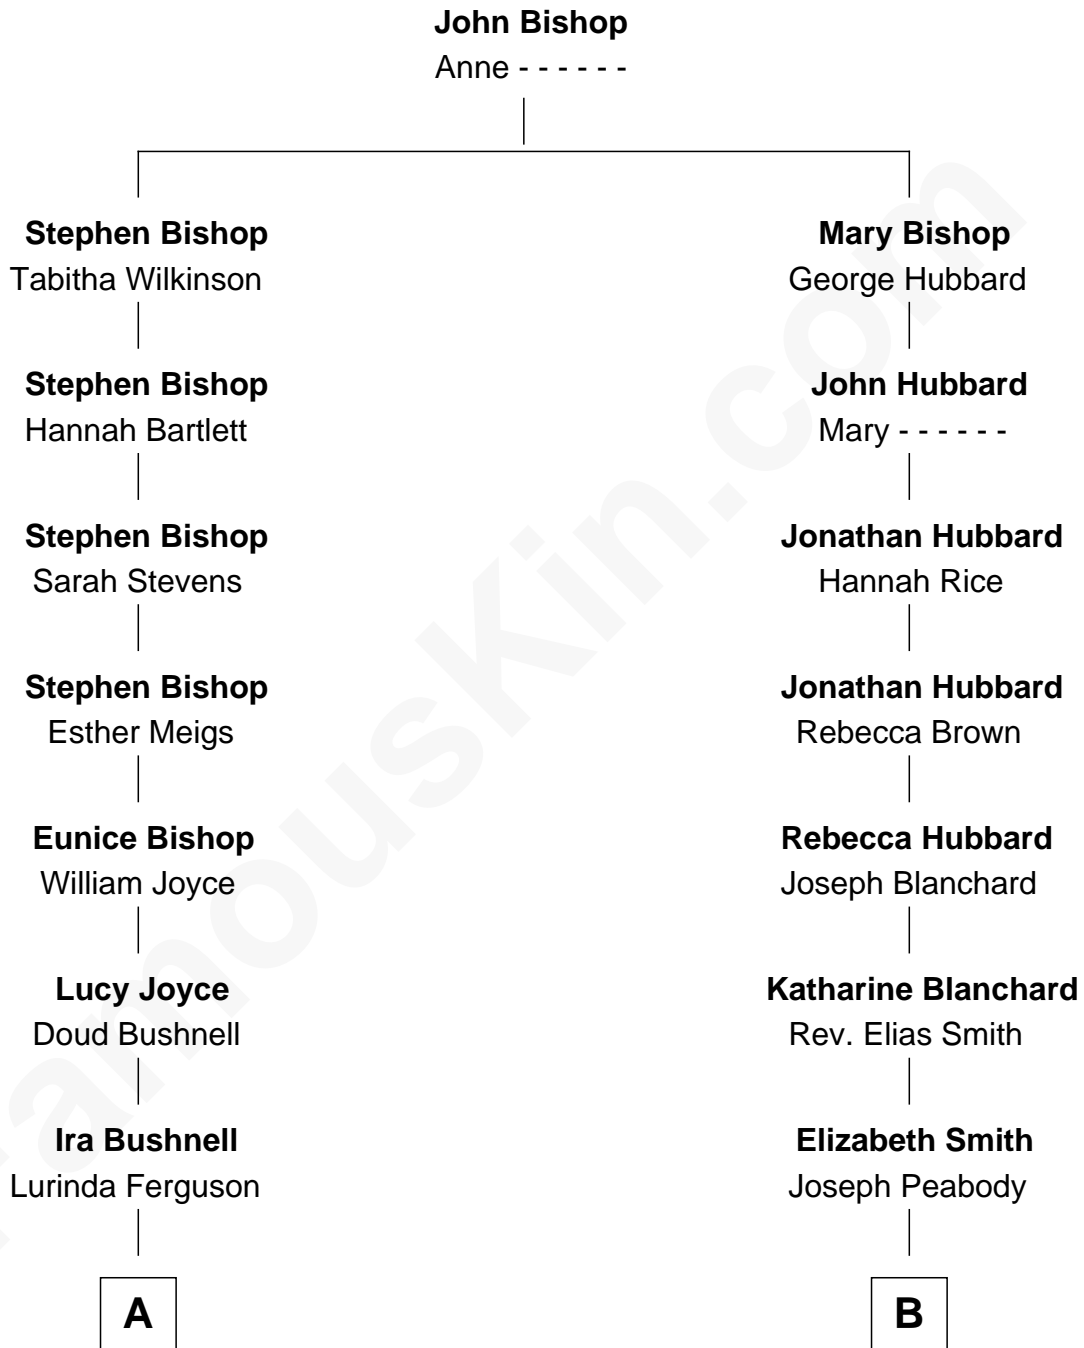 John Bishop
Anne - - - - - -
Stephen Bishop
Tabitha Wilkinson
Mary Bishop
George Hubbard
Stephen Bishop
Hannah Bartlett
John Hubbard
Mary - - - - - -
Stephen Bishop
Sarah Stevens
Jonathan Hubbard
Hannah Rice
Stephen Bishop
Esther Meigs
Jonathan Hubbard
Rebecca Brown
Eunice Bishop
William Joyce
Rebecca Hubbard
Joseph Blanchard
Lucy Joyce
Doud Bushnell
Katharine Blanchard
Rev. Elias Smith
Ira Bushnell
Lurinda Ferguson
Elizabeth Smith
Joseph Peabody
A
B
FamousKin.com